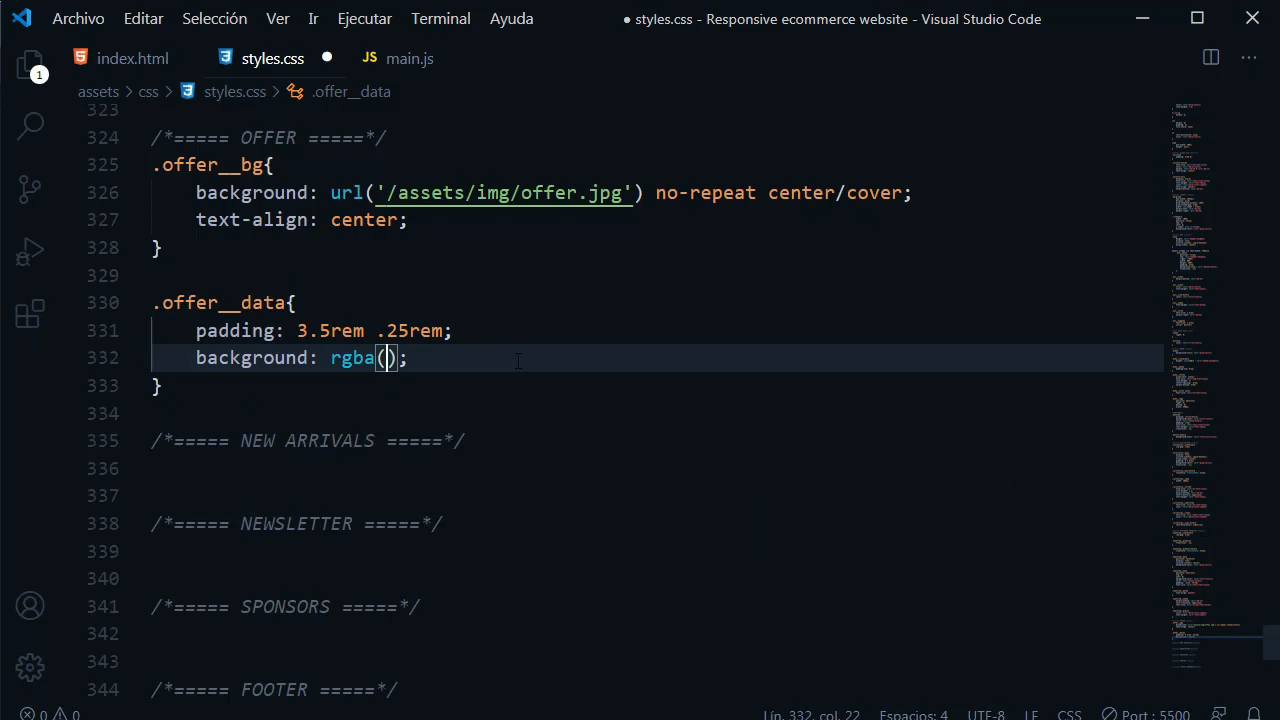 Archivo Editar Selección Ver Ir Ejecutar Terminal Ayuda ● styles.css - Responsive ecommerce website - Visual Studio Code
index.html styles.css ● JS main.js
1
assets > css > styles.css > .offer__data
323
324 /*===== OFFER =====*/
325 .offer__bg{
326 background: url('/assets/img/offer.jpg') no-repeat center/cover;
327 text-align: center;
328 }
329
330 .offer__data{
331 padding: 3.5rem .25rem;
332 background: rgba();
333 }
334
335 /*===== NEW ARRIVALS =====*/
336
337
338 /*===== NEWSLETTER =====*/
339
340
341 /*===== SPONSORS =====*/
342
343
344 /*===== FOOTER =====*/
0 0 Lín. 332, col. 22 Espacios: 4 UTF-8 LF CSS Port : 5500